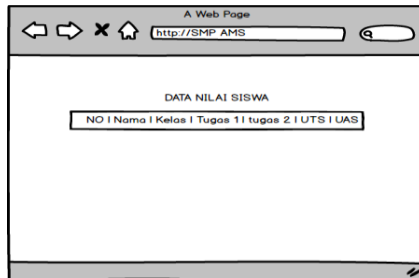 A Web Page
http://SMP AMS
DATA NILAI SISWA
NO | Nama | Kelas | Tugas 1 | tugas 2 | UTS | UAS